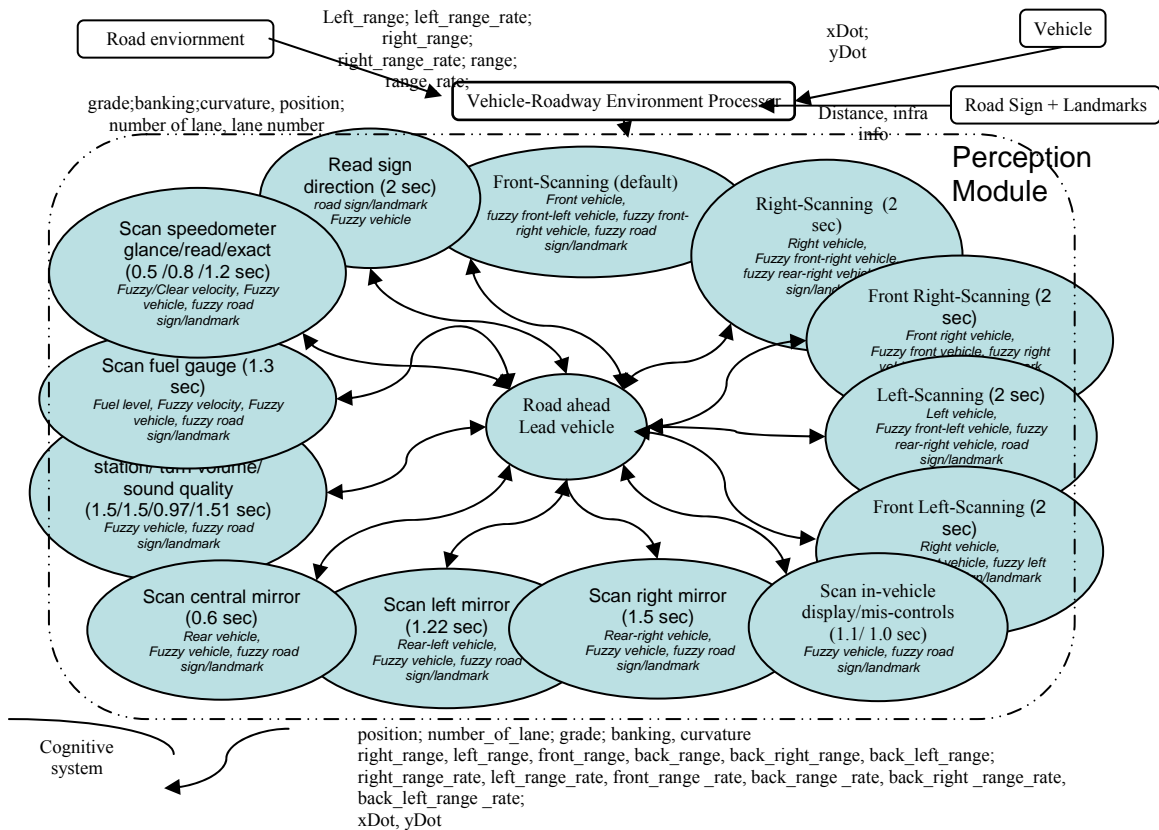 Road enviornment
Left_range; left_range_rate;
right_range;
right_range_rate; range;
range_rate;
xDot;
yDot
Vehicle
Vehicle-Roadway Environment Processor
Road Sign + Landmarks
Distance, infra
info
grade;banking;curvature, position;
number of lane, lane number
Perception
Module
Read sign
direction (2 sec)
road sign/landmark
Fuzzy vehicle
Front-Scanning (default)
Front vehicle,
fuzzy front-left vehicle, fuzzy front-
right vehicle, fuzzy road
sign/landmark
Right-Scanning (2
sec)
Right vehicle,
Fuzzy front-right vehicle,
fuzzy rear-right
Scan speedometer
glance/read/exact
(0.5 /0.8 /1.2 sec)
Fuzzy/Clear velocity, Fuzzy
vehicle, fuzzy road
sign/landmark
Front Right-Scanning (2
sec)
Front right vehicle,
Fuzzy front vehicle, fuzzy right
Scan fuel gauge (1.3
sec)
Fuel level, Fuzzy velocity, Fuzzy
vehicle, fuzzy road
sign/landmark
Road ahead
Lead vehicle
Left-Scanning (2 sec)
Left vehicle,
Fuzzy front-left vehicle, fuzzy
rear-right vehicle, road
sign/landmark
station/ turn volume/
sound quality
(1.5/1.5/0.97/1.51 sec)
Fuzzy vehicle, fuzzy road
sign/landmark
Front Left-Scanning (2
sec)
Right vehicle,
vehicle, fuzzy left
Scan central mirror
(0.6 sec)
Rear vehicle,
Fuzzy vehicle, fuzzy road
sign/landmark
Scan left mirror
(1.22 sec)
Rear-left vehicle,
Fuzzy vehicle, fuzzy road
sign/landmark
Scan right mirror
(1.5 sec)
Rear-right vehicle,
Fuzzy vehicle, fuzzy road
sign/landmark
Scan in-vehicle
display/mis-controls
(1.1/ 1.0 sec)
Fuzzy vehicle, fuzzy road
sign/landmark
Cognitive
system
position; number_of_lane; grade; banking, curvature
right_range, left_range, front_range, back_range, back_right_range, back_left_range;
right_range_rate, left_range_rate, front_range _rate, back_range _rate, back_right _range_rate,
back_left_range _rate;
xDot, yDot